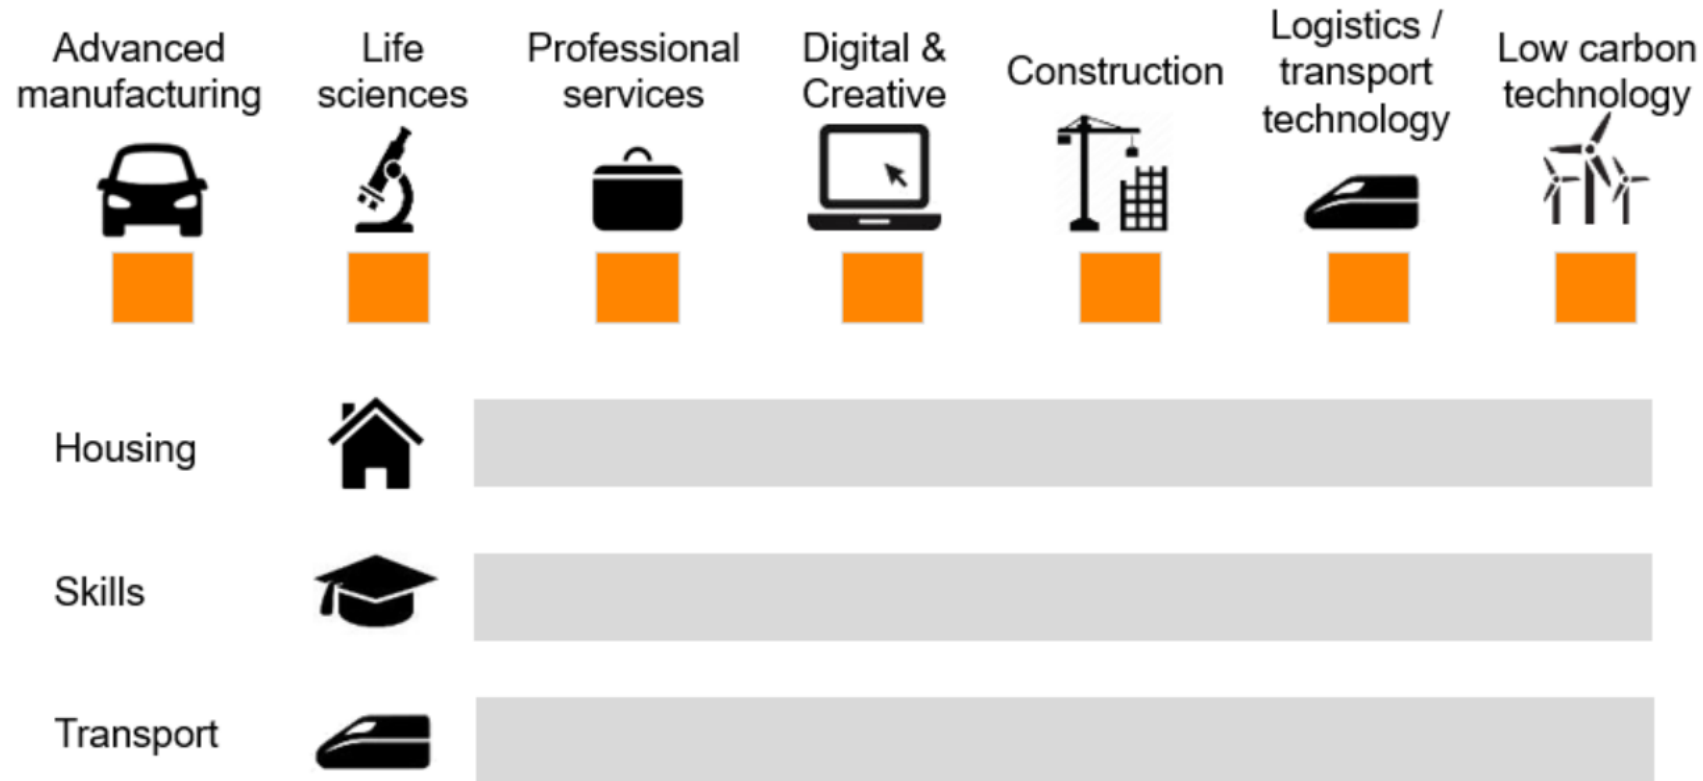 Advanced
manufacturing
Life
sciences
Professional
services
Digital &
Creative
Construction
Logistics /
transport
technology
Low carbon
technology
Housing
Skills
Transport